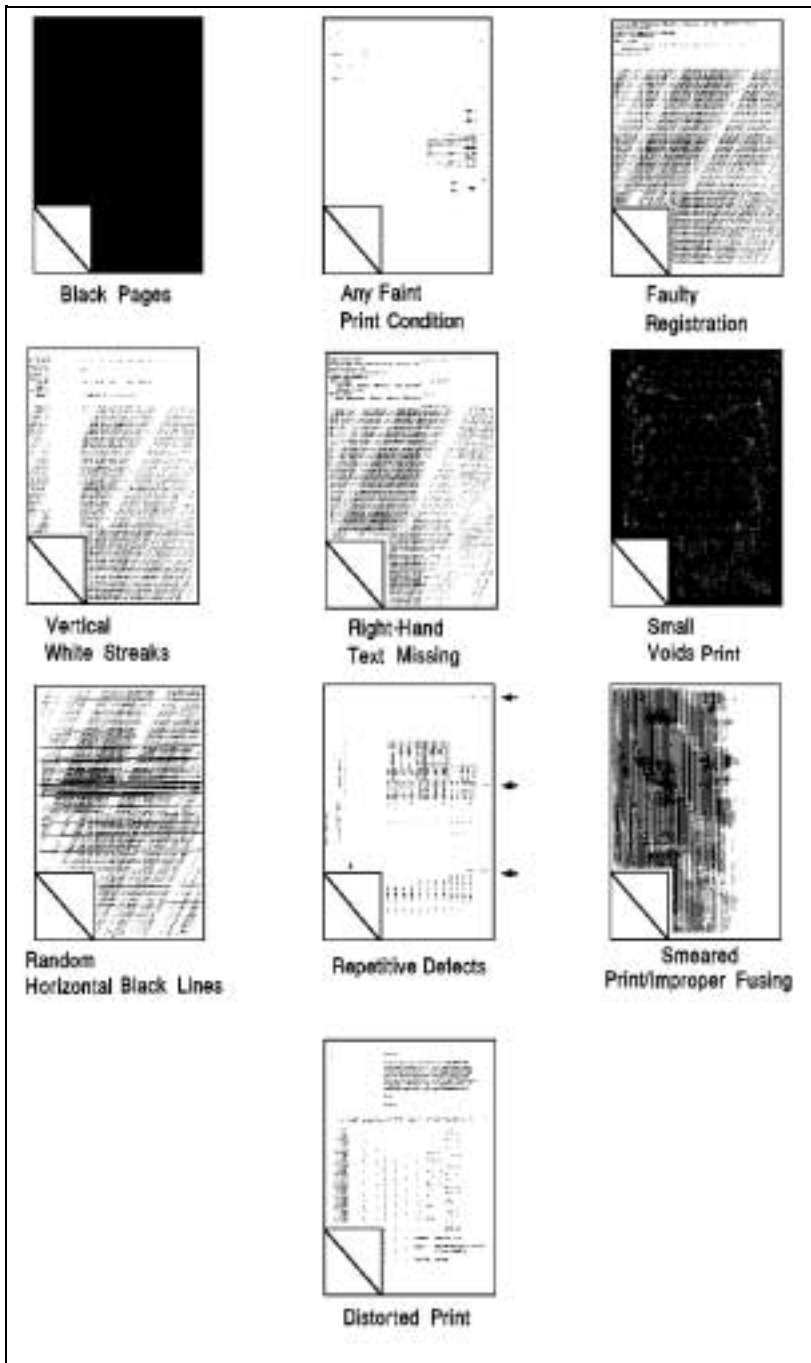 Black Pages
Any Faint
Print Condition
Faulty
Registration
Vertical
White Streaks
Right-Hand
Text Missing
Small
Voids Print
Random
Horizontal Black Lines
Repetitive Defects
Smeared
Print/Improper Fusing
Distorted Print